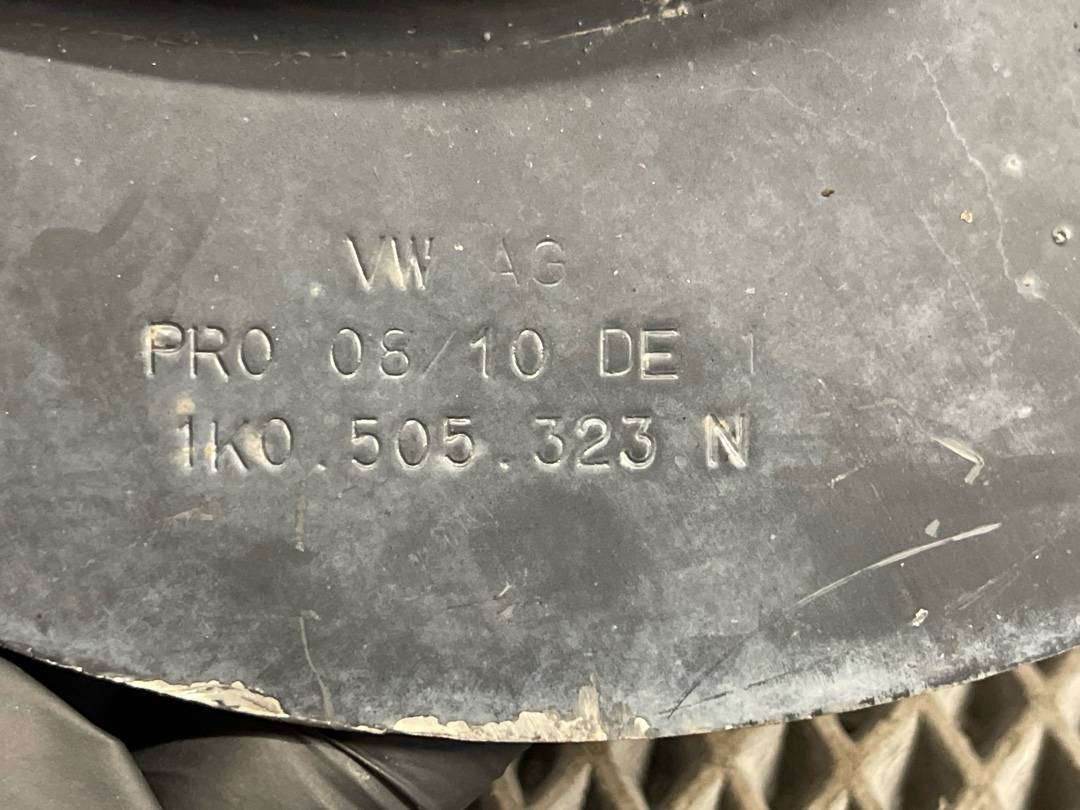 VW AG
PRO 08/10 DE 1
1K0.505.323.N